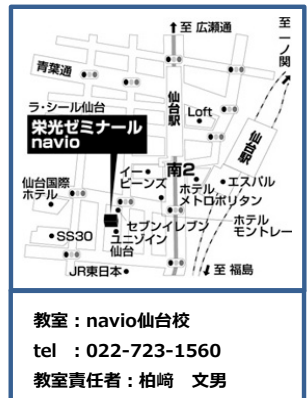 至 広瀬通
至 一ノ関
青葉通
ラ・シール仙台
栄光ゼミナール
navio
仙台駅
Loft
仙台駅
イー
ビーンズ
南2
エスパル
ホテル
メトロポリタン
仙台国際
ホテル
セブンイレブン
ユニゾイン
仙台
ホテル
モントレー
SS30
JR東日本
至 福島
教室：navio仙台校
tel ：022-723-1560
教室責任者：柏﨑　文男